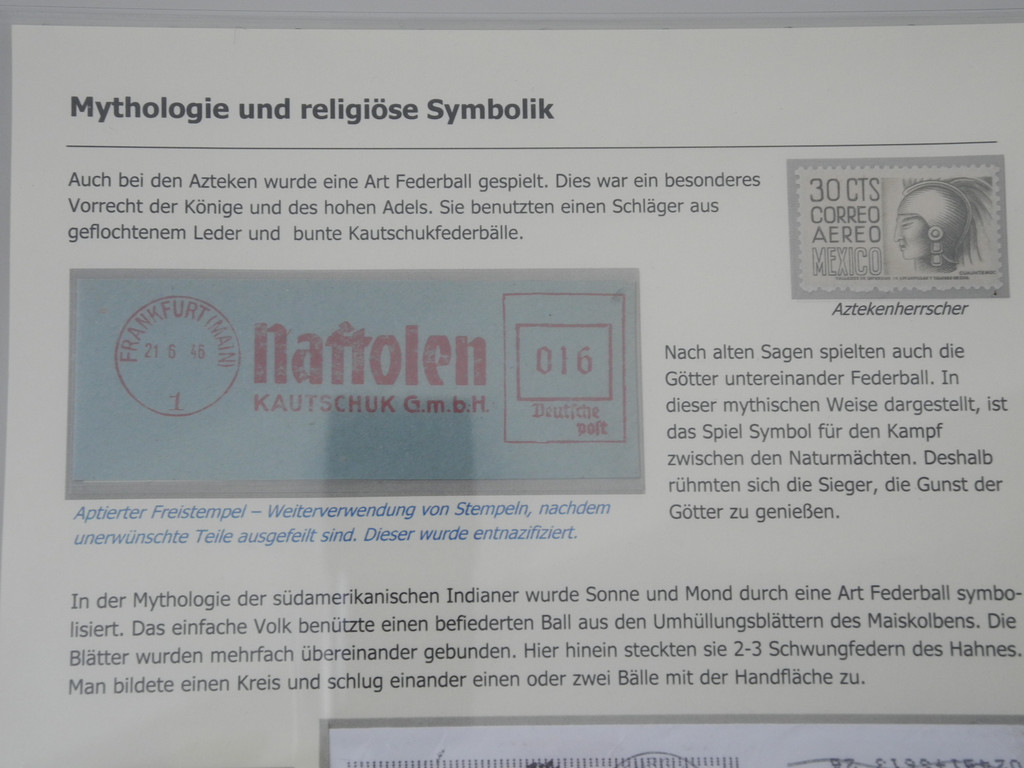 Mythologie und religiöse Symbolik
Auch bei den Azteken wurde eine Art Federball gespielt. Dies war ein besonderes
Vorrecht der Könige und des hohen Adels. Sie benutzten einen Schläger aus
geflochtenem Leder und bunte Kautschukfederbälle.
30 CTS
CORREO
AEREO
MEXICO
CUAUHTEMOC
Aztekenherrscher
FRANKFURT (MAIN)
21 6 46
1
Naftolen
KAUTSCHUK G.m.b.H.
016
Deutsche
Post
Aptierter Freistempel – Weiterverwendung von Stempeln, nachdem
unerwünschte Teile ausgefeilt sind. Dieser wurde entnazifiziert.
Nach alten Sagen spielten auch die
Götter untereinander Federball. In
dieser mythischen Weise dargestellt, ist
das Spiel Symbol für den Kampf
zwischen den Naturmächten. Deshalb
rühmten sich die Sieger, die Gunst der
Götter zu genießen.
In der Mythologie der südamerikanischen Indianer wurde Sonne und Mond durch eine Art Federball symbo-
lisiert. Das einfache Volk benützte einen befiederten Ball aus den Umhüllungsblättern des Maiskolbens. Die
Blätter wurden mehrfach übereinander gebunden. Hier hinein steckten sie 2-3 Schwungfedern des Hahnes.
Man bildete einen Kreis und schlug einander einen oder zwei Bälle mit der Handfläche zu.